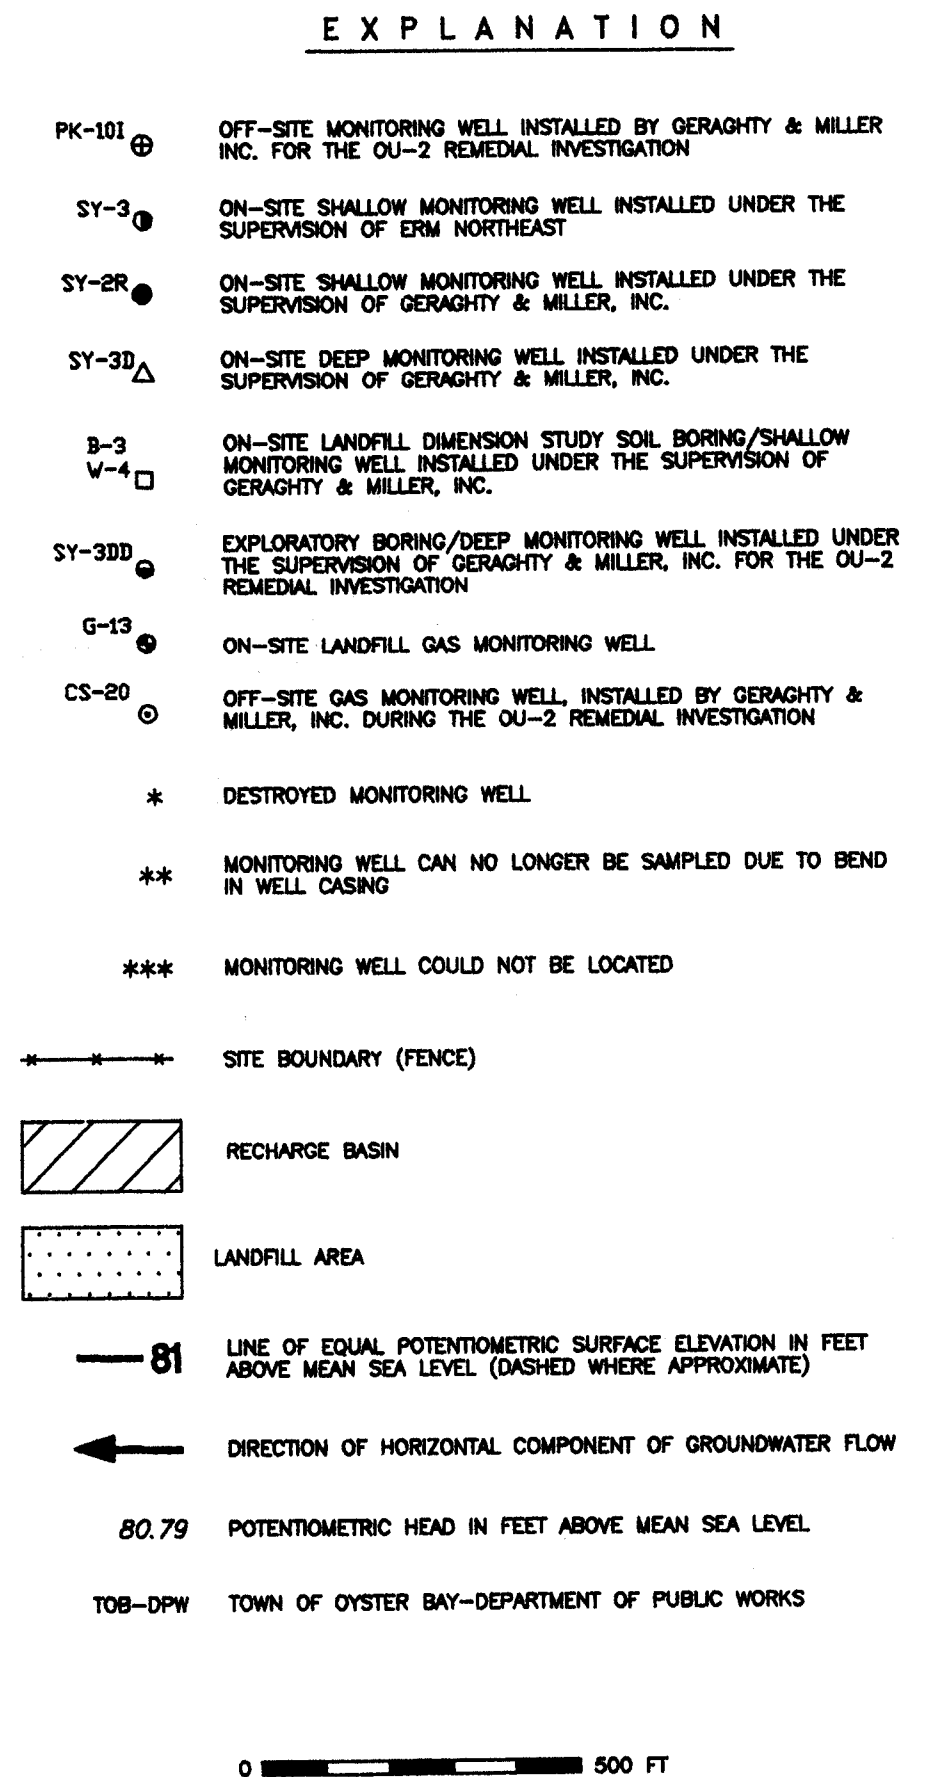 EXPLANATION
PK-10I OFF-SITE MONITORING WELL INSTALLED BY GERAGHTY & MILLER
INC. FOR THE OU-2 REMEDIAL INVESTIGATION
SY-3 ON-SITE SHALLOW MONITORING WELL INSTALLED UNDER THE
SUPERVISION OF ERM NORTHEAST
SY-2R ON-SITE SHALLOW MONITORING WELL INSTALLED UNDER THE
SUPERVISION OF GERAGHTY & MILLER, INC.
SY-3D ON-SITE DEEP MONITORING WELL INSTALLED UNDER THE
SUPERVISION OF GERAGHTY & MILLER, INC.
B-3 ON-SITE LANDFILL DIMENSION STUDY SOIL BORING/SHALLOW
W-4 MONITORING WELL INSTALLED UNDER THE SUPERVISION OF
GERAGHTY & MILLER, INC.
SY-3DD EXPLORATORY BORING/DEEP MONITORING WELL INSTALLED UNDER
THE SUPERVISION OF GERAGHTY & MILLER, INC. FOR THE OU-2
REMEDIAL INVESTIGATION
G-13 ON-SITE LANDFILL GAS MONITORING WELL
CS-20 OFF-SITE GAS MONITORING WELL, INSTALLED BY GERAGHTY &
MILLER, INC. DURING THE OU-2 REMEDIAL INVESTIGATION
* DESTROYED MONITORING WELL
** MONITORING WELL CAN NO LONGER BE SAMPLED DUE TO BEND
IN WELL CASING
*** MONITORING WELL COULD NOT BE LOCATED
SITE BOUNDARY (FENCE)
RECHARGE BASIN
LANDFILL AREA
81 LINE OF EQUAL POTENTIOMETRIC SURFACE ELEVATION IN FEET
ABOVE MEAN SEA LEVEL (DASHED WHERE APPROXIMATE)
DIRECTION OF HORIZONTAL COMPONENT OF GROUNDWATER FLOW
80.79 POTENTIOMETRIC HEAD IN FEET ABOVE MEAN SEA LEVEL
TOB-DPW TOWN OF OYSTER BAY-DEPARTMENT OF PUBLIC WORKS
0 500 FT